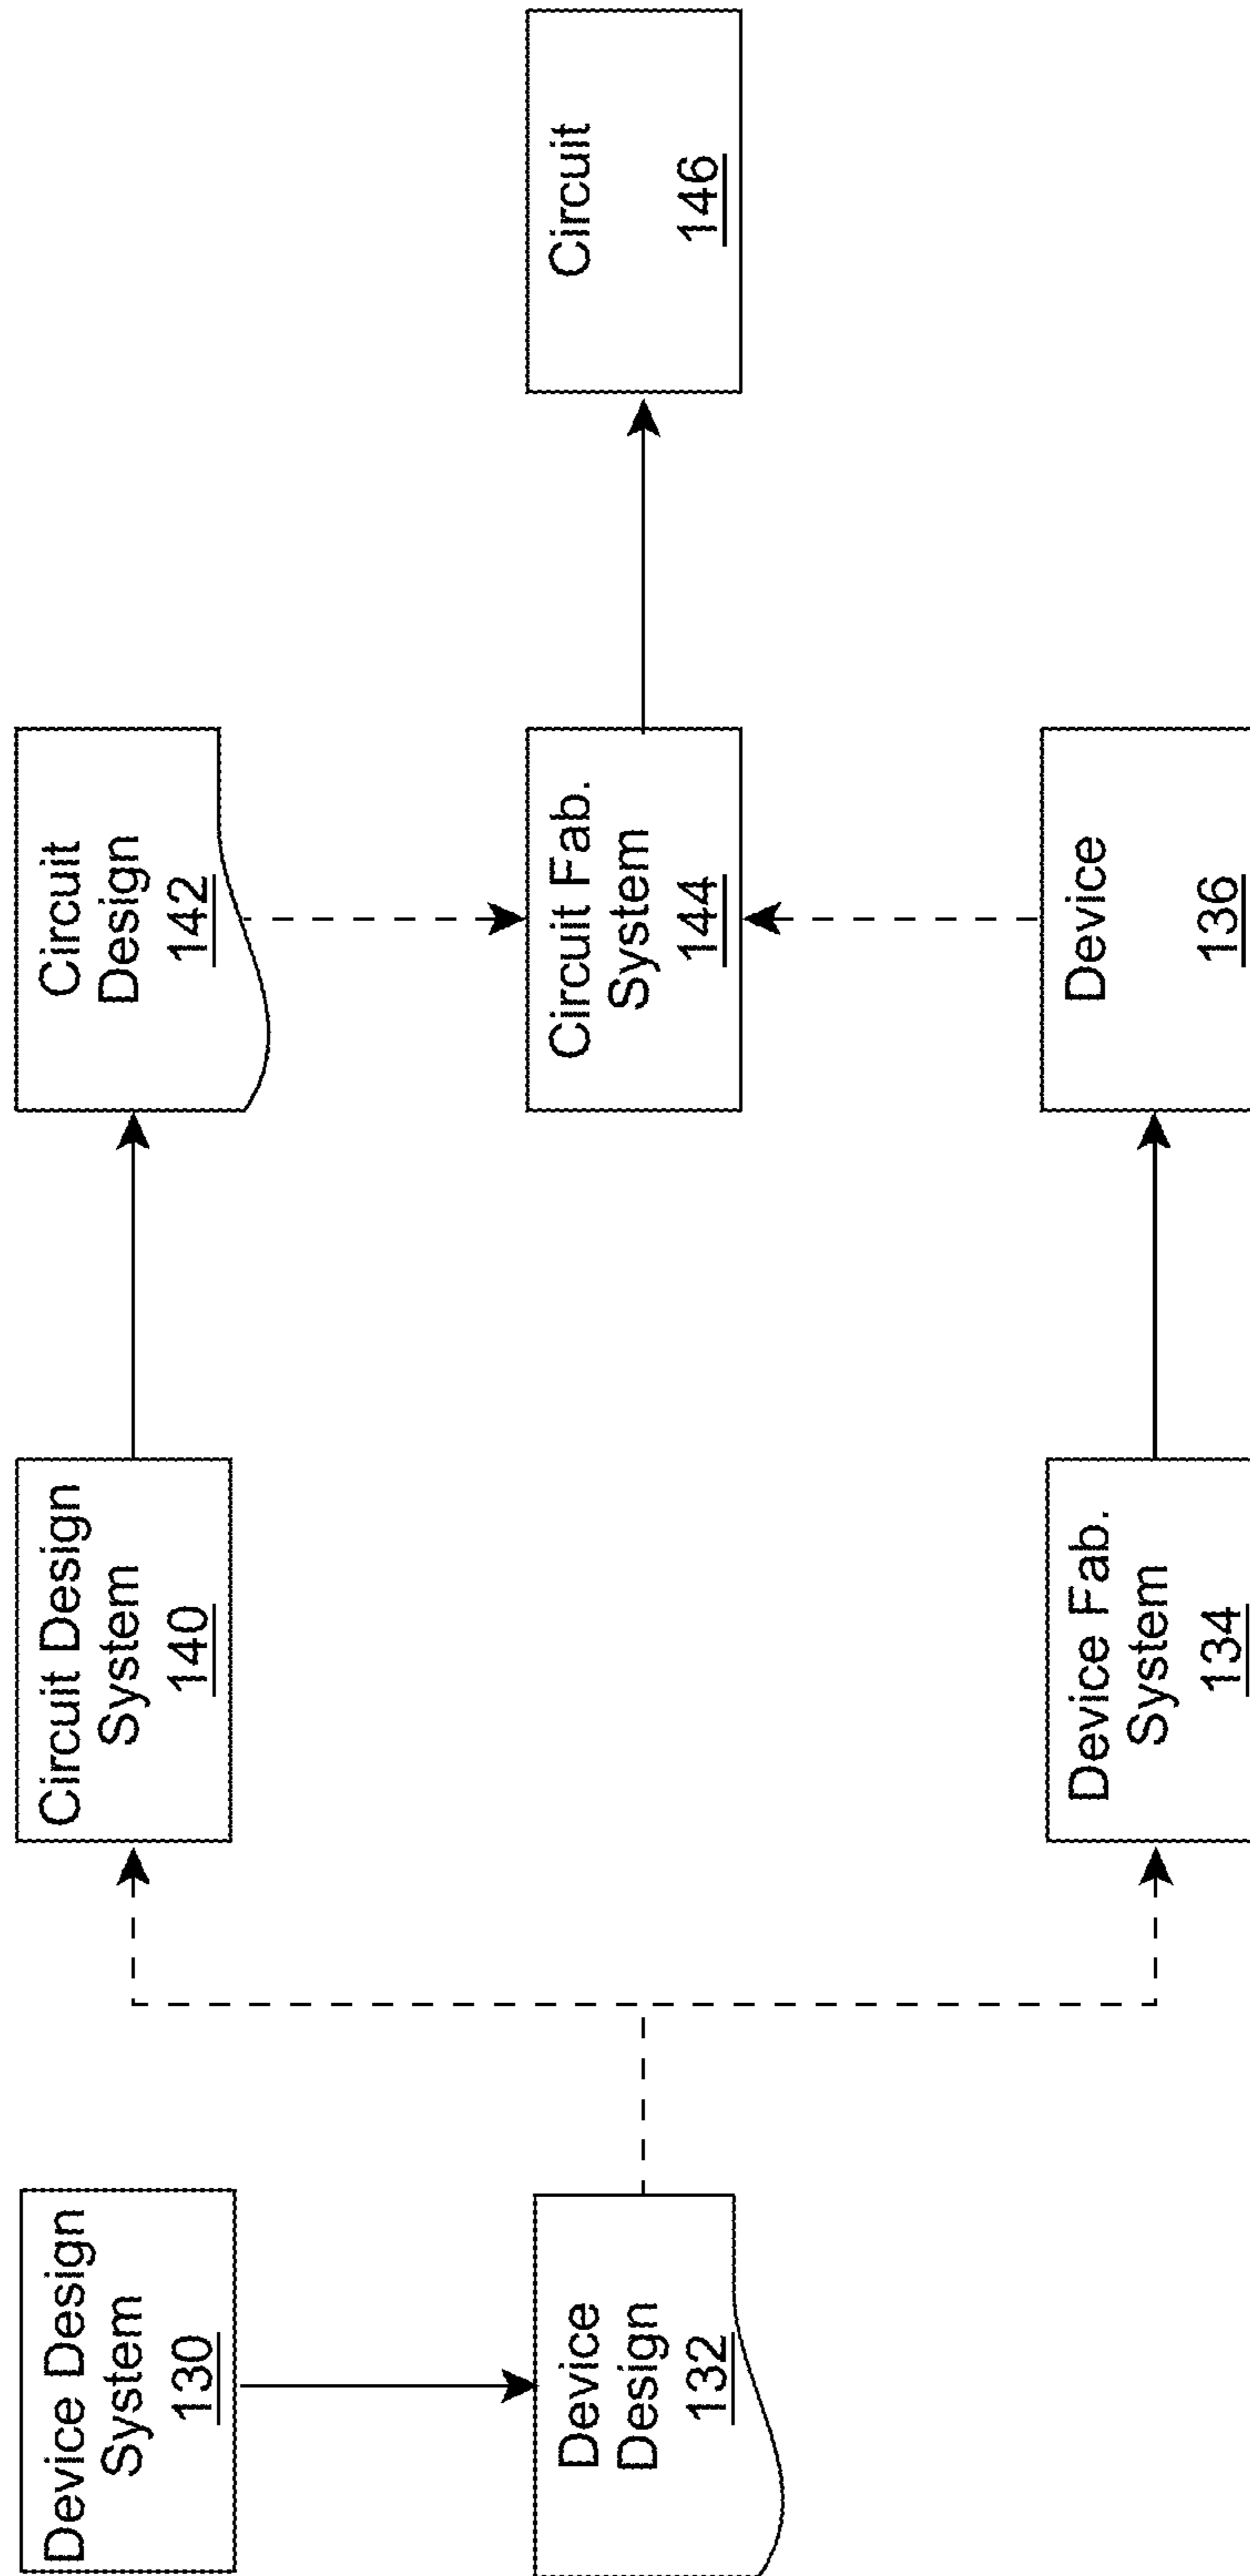 Device Design
System
130
Device
Design
132
Circuit Design
System
140
Device Fab.
System
134
Circuit
Design
142
Circuit Fab.
System
144
Device
136
Circuit
146